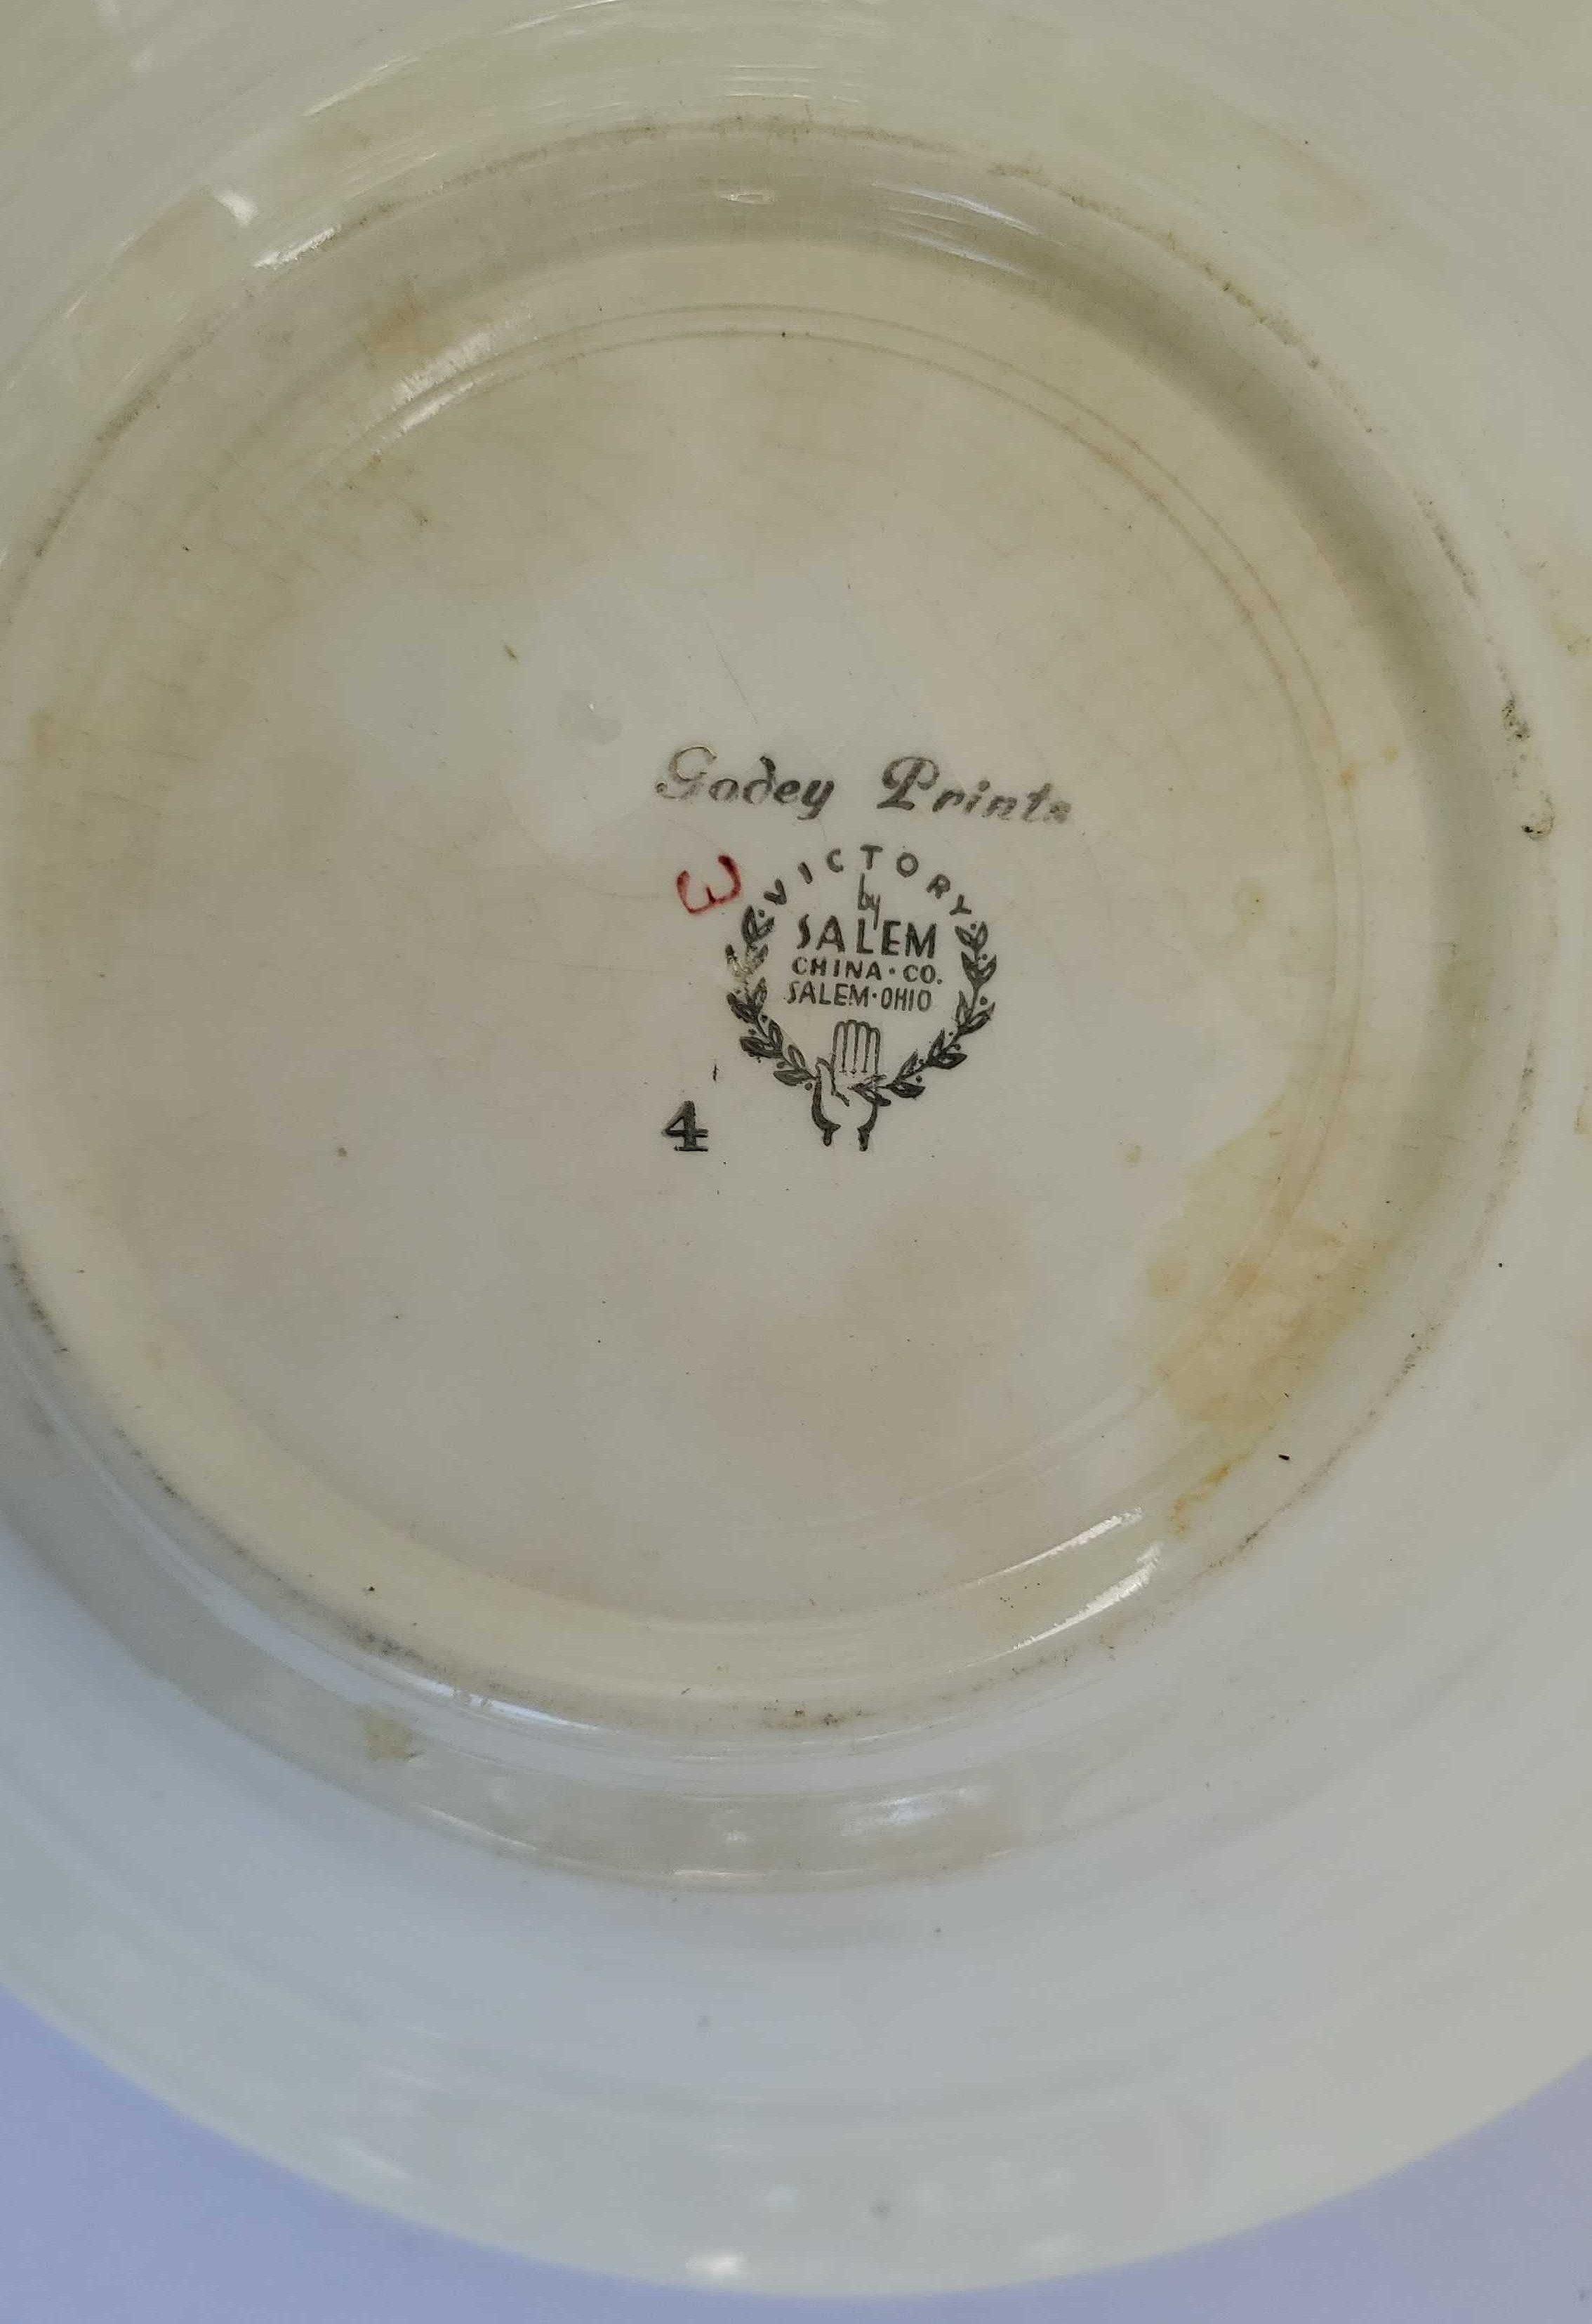 Godey Prints
3
VICTORY
by
SALEM
CHINA · CO.
SALEM · OHIO
4